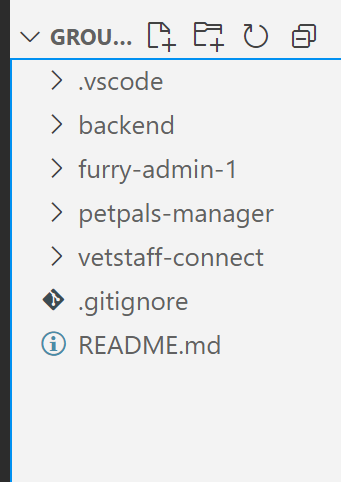 GROU...
.vscode
backend
furry-admin-1
petpals-manager
vetstaff-connect
.gitignore
README.md